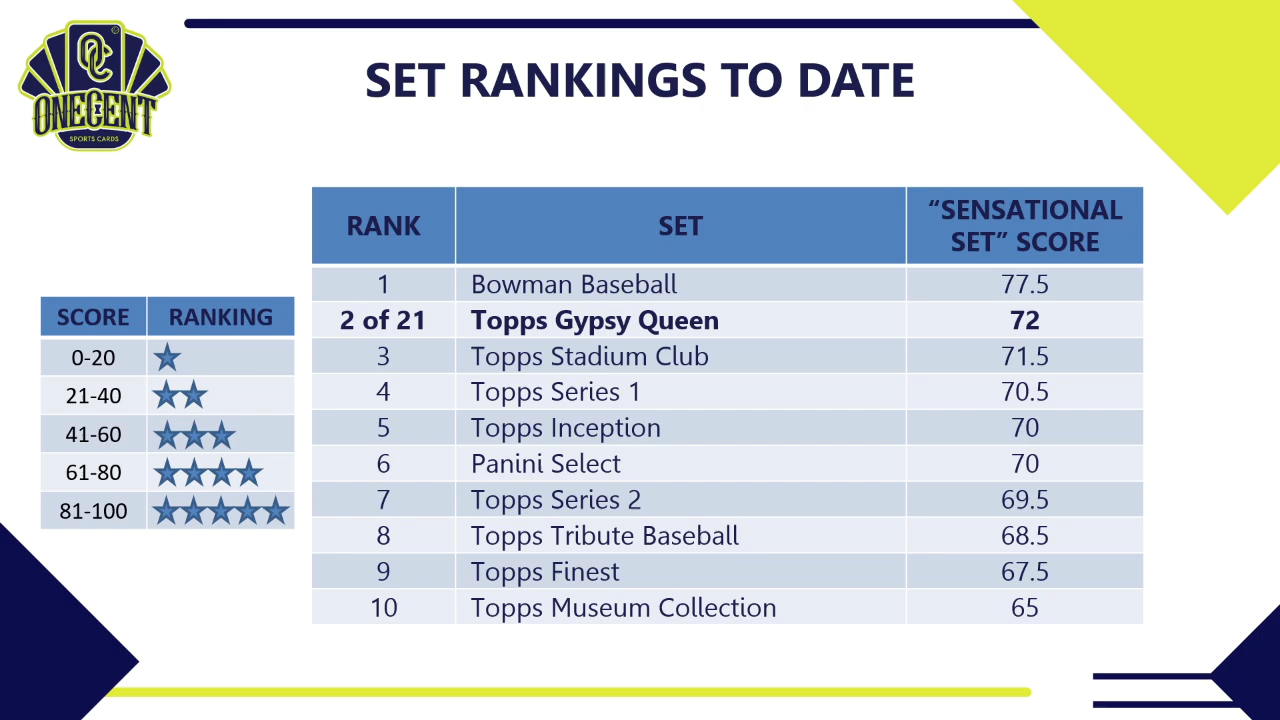 OC
ONECENT
SPORTS CARDS
SET RANKINGS TO DATE
SCORE RANKING
0-20
21-40
41-60
61-80
81-100
RANK SET “SENSATIONAL
SET” SCORE
1 Bowman Baseball 77.5
2 of 21 Topps Gypsy Queen 72
3 Topps Stadium Club 71.5
4 Topps Series 1 70.5
5 Topps Inception 70
6 Panini Select 70
7 Topps Series 2 69.5
8 Topps Tribute Baseball 68.5
9 Topps Finest 67.5
10 Topps Museum Collection 65